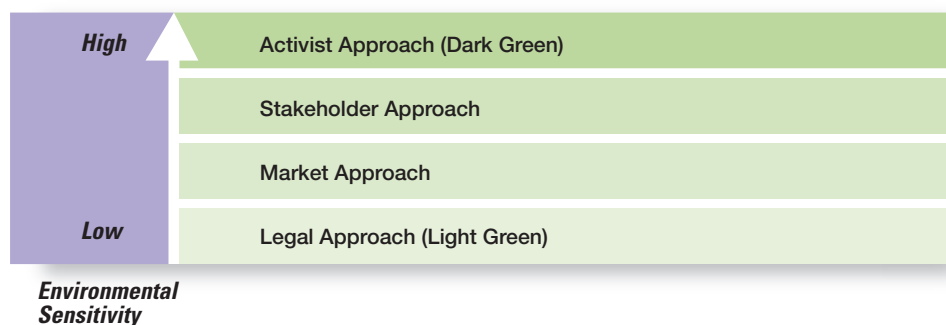 High
Activist Approach (Dark Green)
Stakeholder Approach
Market Approach
Low
Legal Approach (Light Green)
Environmental
Sensitivity